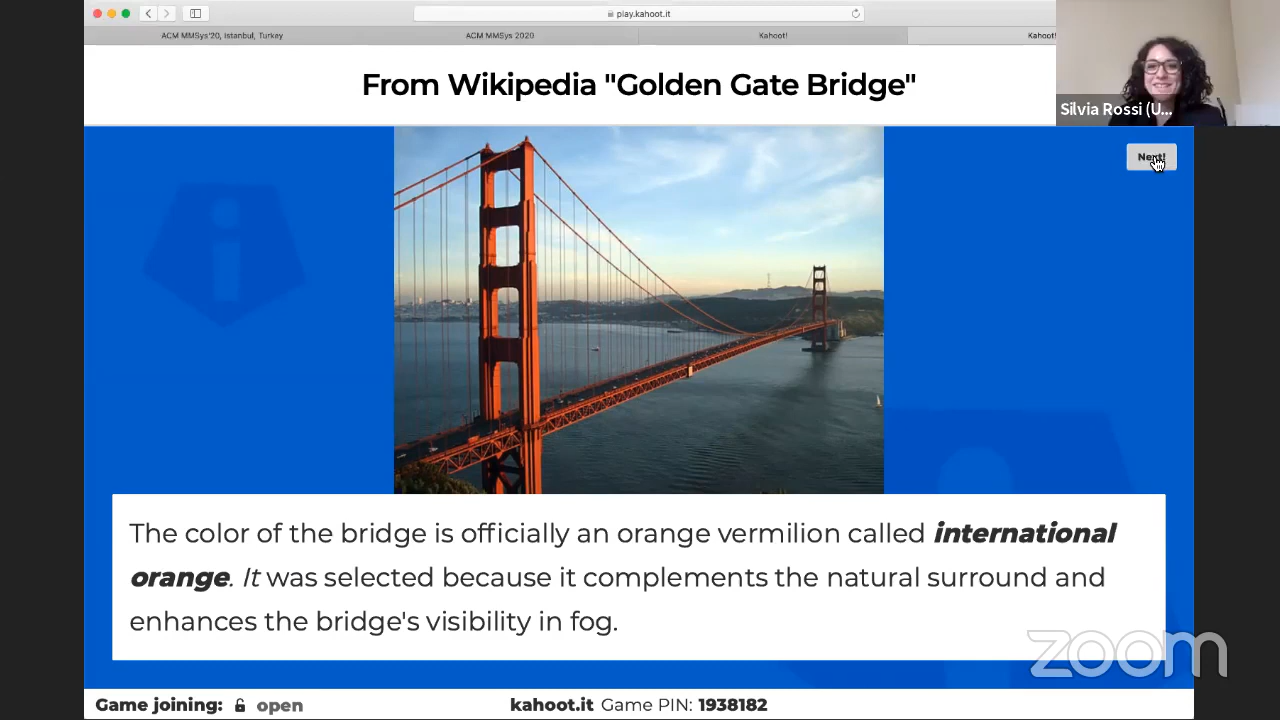 play.kahoot.it
ACM MMSys'20, Istanbul, Turkey
ACM MMSys 2020
Kahoot!
Kahoot!
From Wikipedia "Golden Gate Bridge"
Silvia Rossi (U...
Next!
The color of the bridge is officially an orange vermilion called international
orange. It was selected because it complements the natural surround and
enhances the bridge's visibility in fog.
zoom
Game joining: open
kahoot.it Game PIN: 1938182